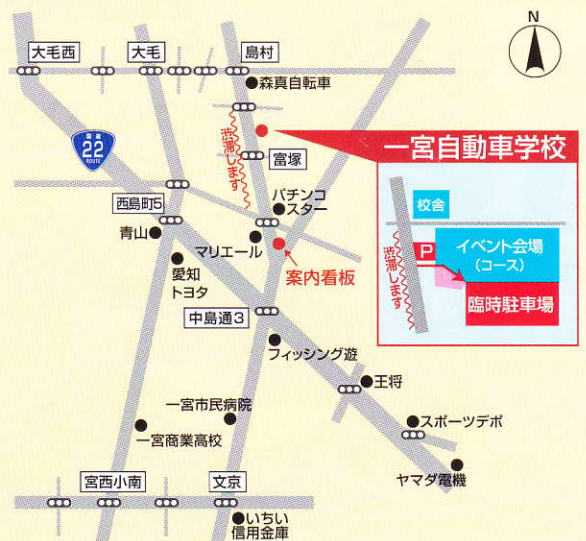 N
大毛西
大毛
島村
森真自転車
国道
22
ROUTE
渋滞します
富塚
一宮自動車学校
校舎
P
イベント会場
(コース)
渋滞します
臨時駐車場
西島町5
パチンコ
スター
青山
マリエール
案内看板
愛知
トヨタ
中島通3
フィッシング遊
王将
一宮市民病院
スポーツデポ
一宮商業高校
ヤマダ電機
宮西小南
文京
いちい
信用金庫